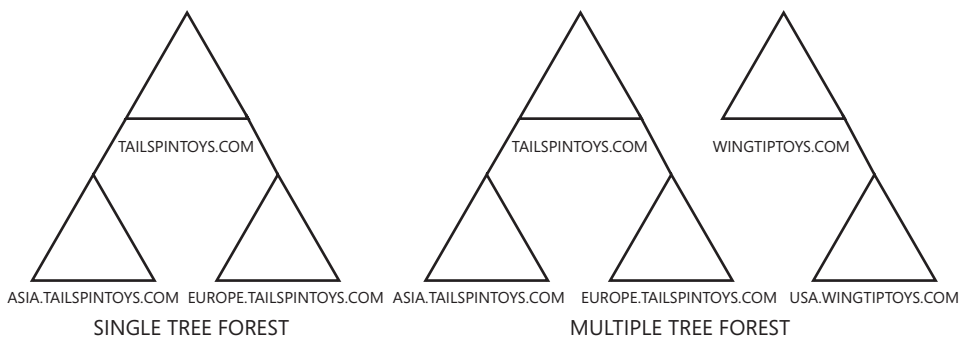 TAILSPINTOYS.COM
TAILSPINTOYS.COM
WINGTIPTOYS.COM
ASIA.TAILSPINTOYS.COM
EUROPE.TAILSPINTOYS.COM
ASIA.TAILSPINTOYS.COM
EUROPE.TAILSPINTOYS.COM
USA.WINGTIPTOYS.COM
SINGLE TREE FOREST
MULTIPLE TREE FOREST